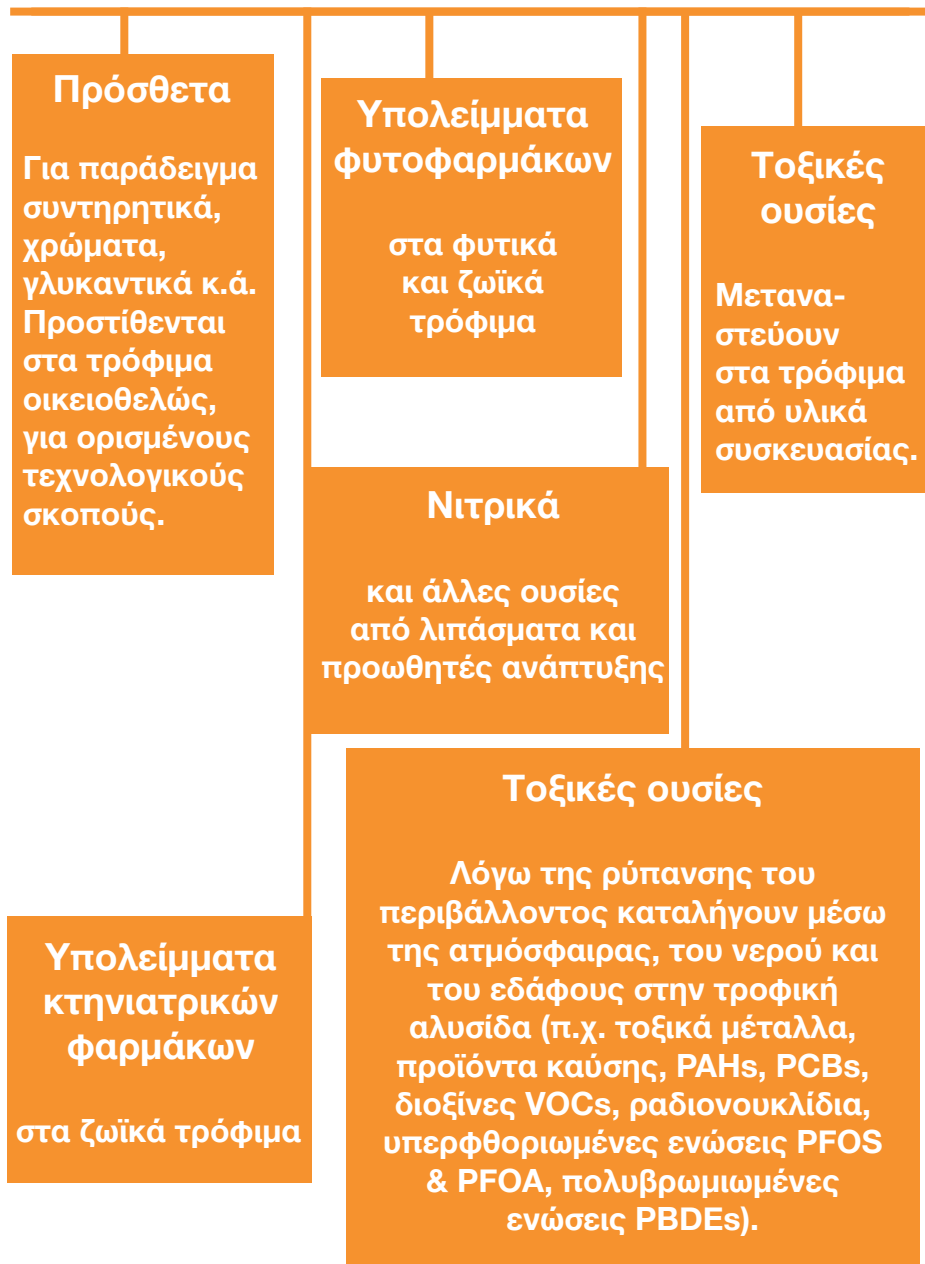 Πρόσθετα
Για παράδειγμα
συντηρητικά,
χρώματα,
γλυκαντικά κ.ά.
Προστίθενται
στα τρόφιμα
οικειοθελώς,
για ορισμένους
τεχνολογικούς
σκοπούς.
Υπολείμματα
φυτοφαρμάκων
στα φυτικά
και ζωϊκά
τρόφιμα
Τοξικές
ουσίες
Μετανα-
στεύουν
στα τρόφιμα
από υλικά
συσκευασίας.
Νιτρικά
και άλλες ουσίες
από λιπάσματα και
προωθητές ανάπτυξης
Υπολείμματα
κτηνιατρικών
φαρμάκων
στα ζωϊκά τρόφιμα
Τοξικές ουσίες
Λόγω της ρύπανσης του
περιβάλλοντος καταλήγουν μέσω
της ατμόσφαιρας, του νερού και
του εδάφους στην τροφική
αλυσίδα (π.χ. τοξικά μέταλλα,
προϊόντα καύσης, PAHs, PCBs,
διοξίνες VOCs, ραδιονουκλίδια,
υπερφθοριωμένες ενώσεις PFOS
& PFOA, πολυβρωμιωμένες
ενώσεις PBDEs).